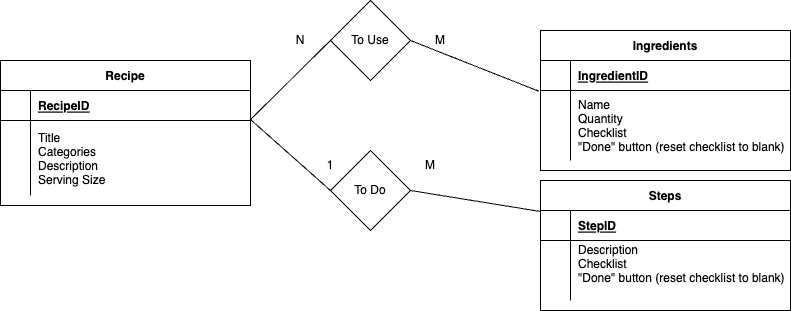 To Use
N
M
Ingredients
Recipe
IngredientID
RecipeID
Name
Quantity
Checklist
"Done" button (reset checklist to blank)
Title
Categories
Description
Serving Size
1
M
To Do
Steps
StepID
Description
Checklist
"Done" button (reset checklist to blank)